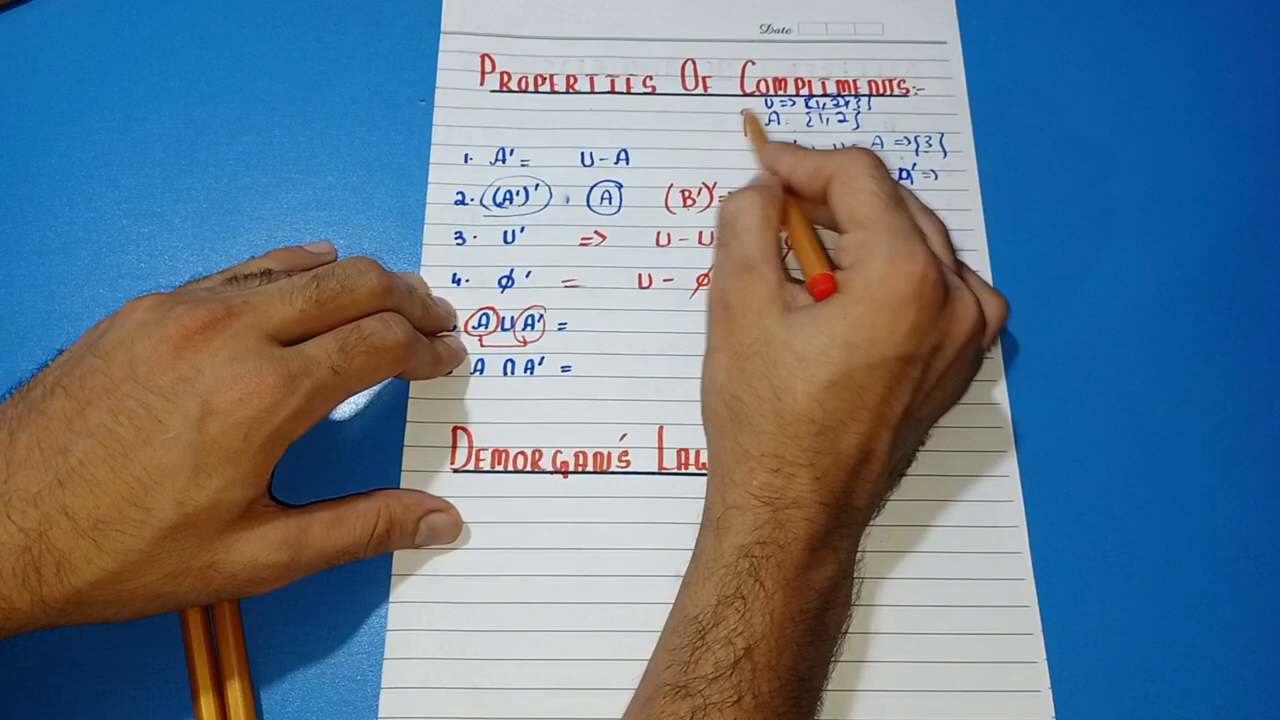 Date
PROPERTIES OF COMPLIMENTS:-
U => {1,2,3}
A = {1,2}
U - A => {3}
1. A' = U - A
2. (A')' = A (B')' =
3. U' => U - U
4. φ' = U - φ
A U A' =
A ∩ A' =
DEMORGAN'S LAW